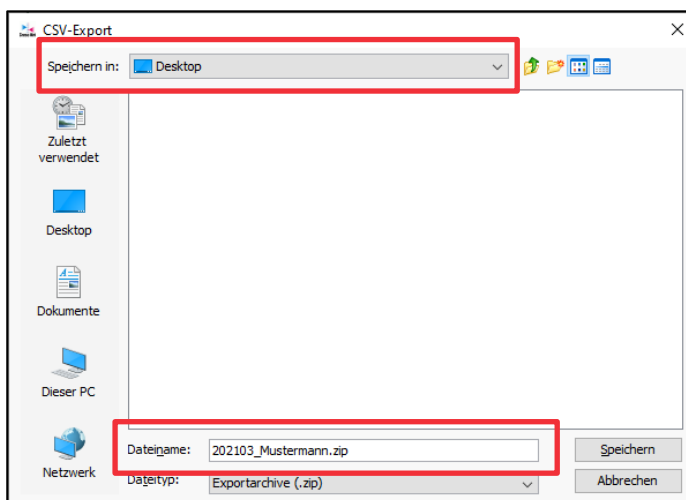 CSV-Export
Speichern in: Desktop
Zuletzt
verwendet
Desktop
Dokumente
Dieser PC
Netzwerk
Dateiname: 202103_Mustermann.zip Speichern
Dateityp: Exportarchive (.zip) Abbrechen